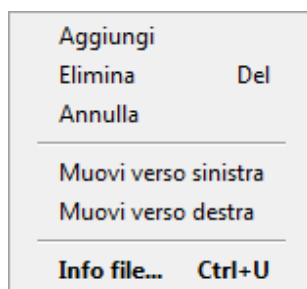 Aggiungi
Elimina Del
Annulla
Muovi verso sinistra
Muovi verso destra
Info file... Ctrl+U